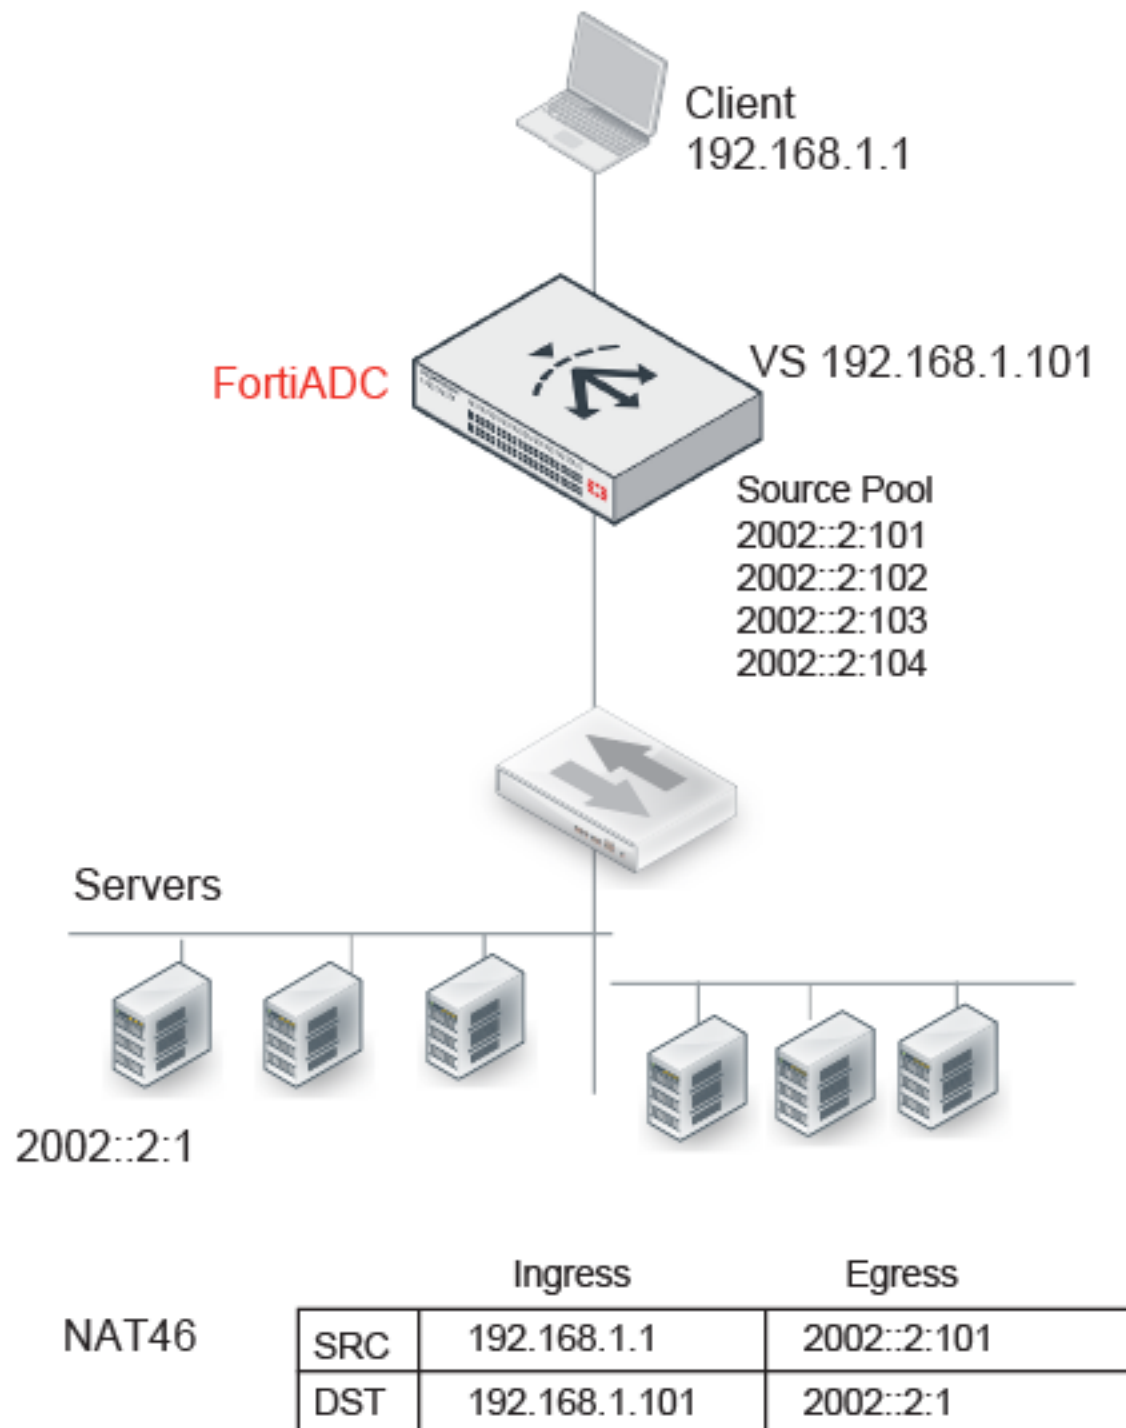 Client
192.168.1.1
FortiADC
VS 192.168.1.101
Source Pool
2002::2:101
2002::2:102
2002::2:103
2002::2:104
Servers
2002::2:1
Ingress Egress
NAT46
SRC 192.168.1.1 2002::2:101
DST 192.168.1.101 2002::2:1